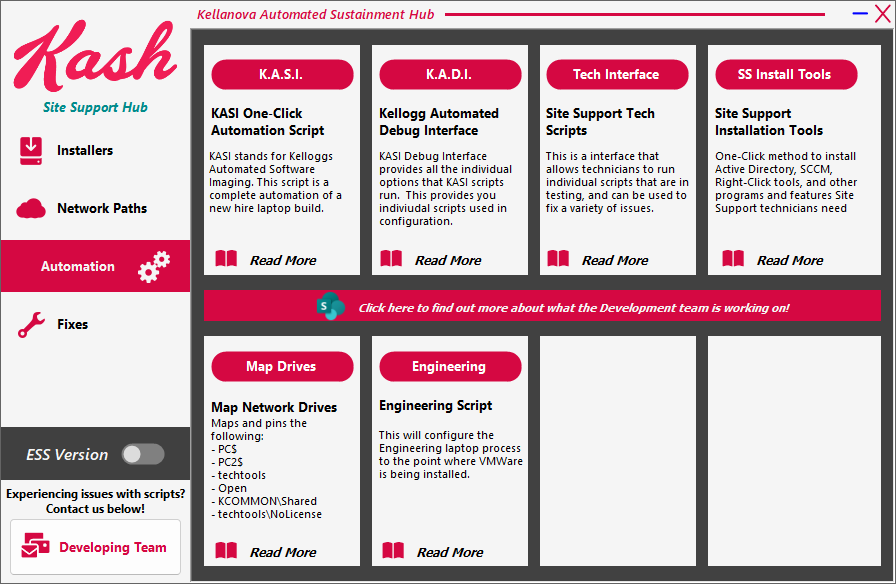 Kellanova Automated Sustainment Hub
Kash
Site Support Hub
Installers
Network Paths
Automation
Fixes
ESS Version
Experiencing issues with scripts?
Contact us below!
Developing Team
K.A.S.I.
KASI One-Click
Automation Script
KASI stands for Kelloggs
Automated Software
Imaging. This script is a
complete automation of a
new hire laptop build.
Read More
K.A.D.I.
Kellogg Automated
Debug Interface
KASI Debug Interface
provides all the individual
options that KASI scripts
run. This provides you
indiviudal scripts used in
configuration.
Read More
Tech Interface
Site Support Tech
Scripts
This is a interface that
allows technicians to run
individual scripts that are in
testing, and can be used to
fix a variety of issues.
Read More
SS Install Tools
Site Support
Installation Tools
One-Click method to install
Active Directory, SCCM,
Right-Click tools, and other
programs and features Site
Support technicians need
Read More
S
Click here to find out more about what the Development team is working on!
Map Drives
Map Network Drives
Maps and pins the
following:
- PC$
- PC2$
- techtools
- Open
- KCOMMON\Shared
- techtools\NoLicense
Read More
Engineering
Engineering Script
This will configure the
Engineering laptop process
to the point where VMWare
is being installed.
Read More